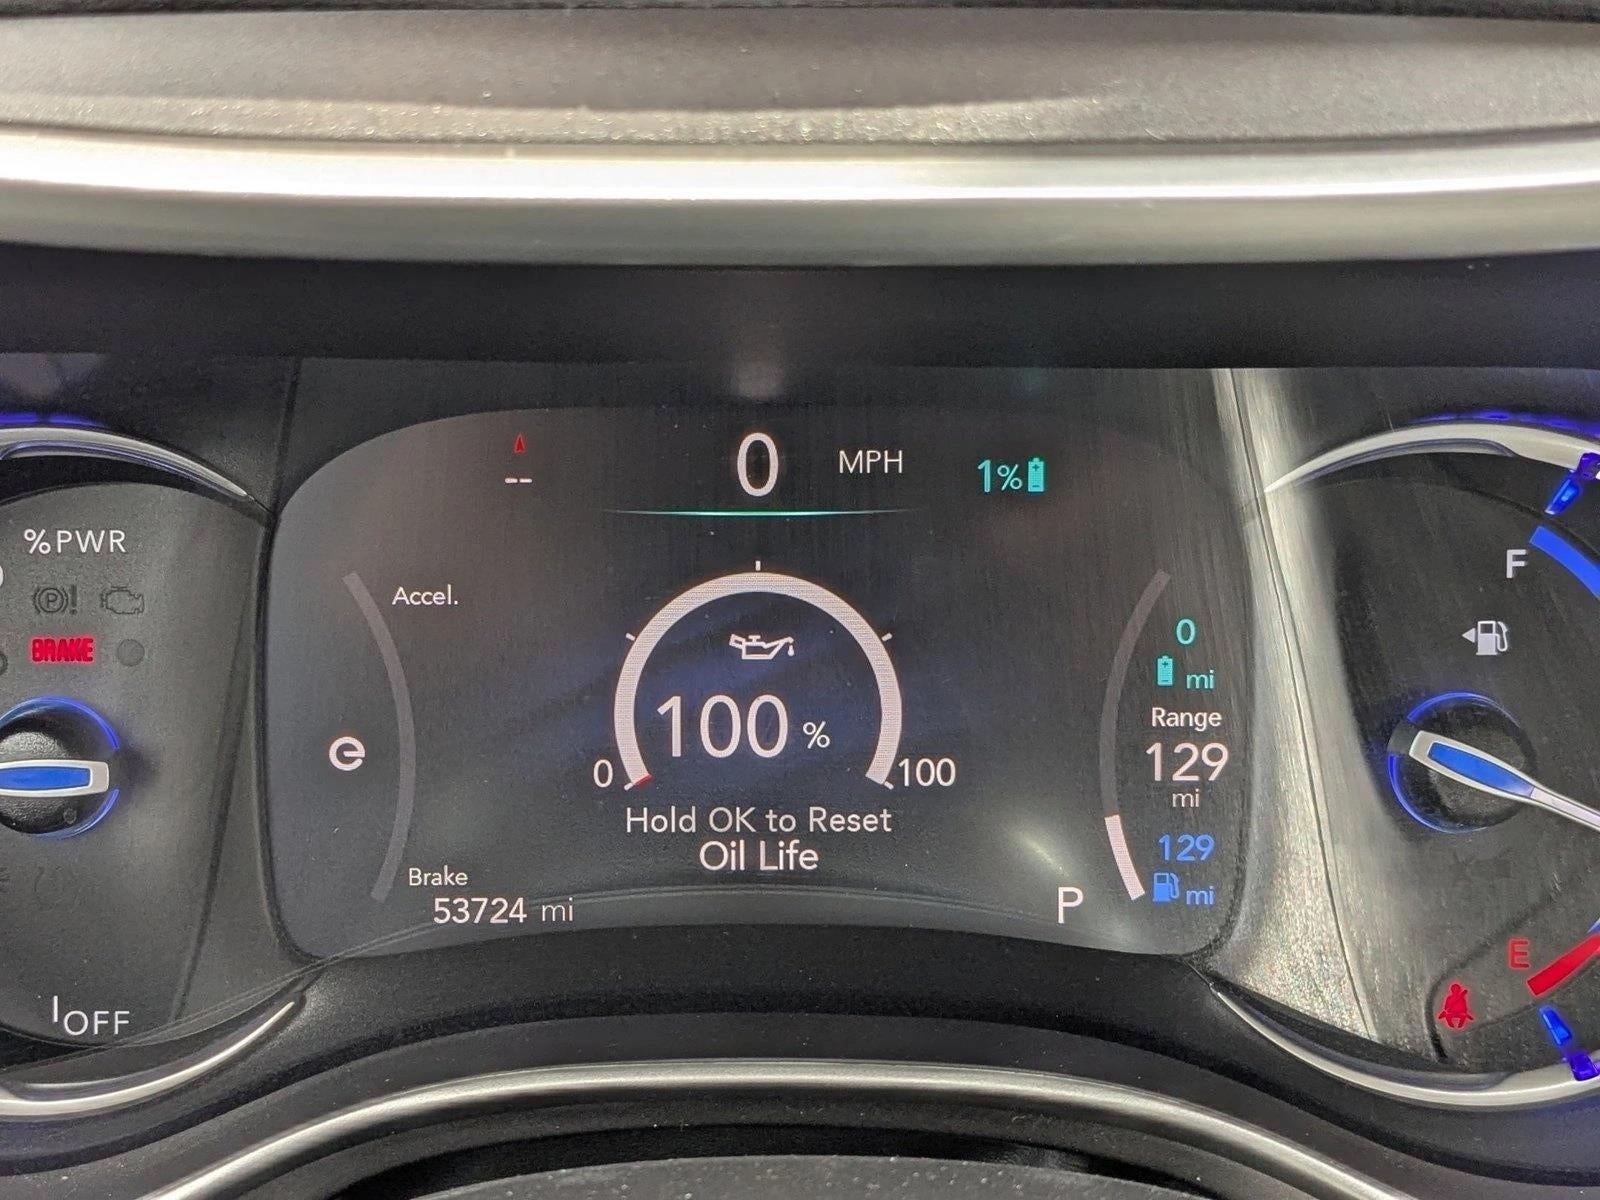 0 MPH
--
1%
%PWR
BRAKE
Accel.
100 %
0
100
Hold OK to Reset
Oil Life
Brake
53724 mi
0
mi
Range
129
mi
129
mi
P
F
E
OFF